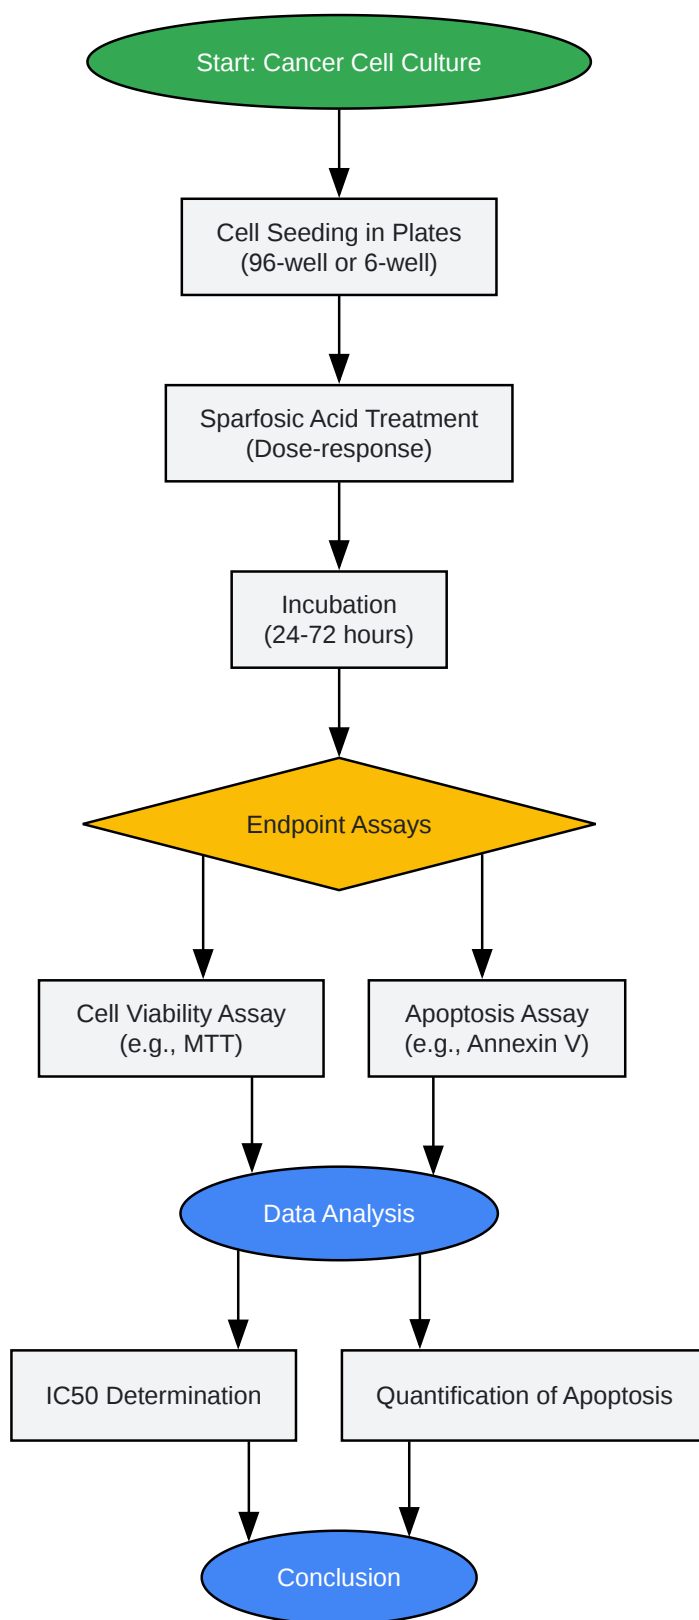 Start: Cancer Cell Culture
Cell Seeding in Plates
(96-well or 6-well)
Sparfosic Acid Treatment
(Dose-response)
Incubation
(24-72 hours)
Endpoint Assays
Cell Viability Assay
(e.g., MTT)
Apoptosis Assay
(e.g., Annexin V)
Data Analysis
IC50 Determination
Quantification of Apoptosis
Conclusion